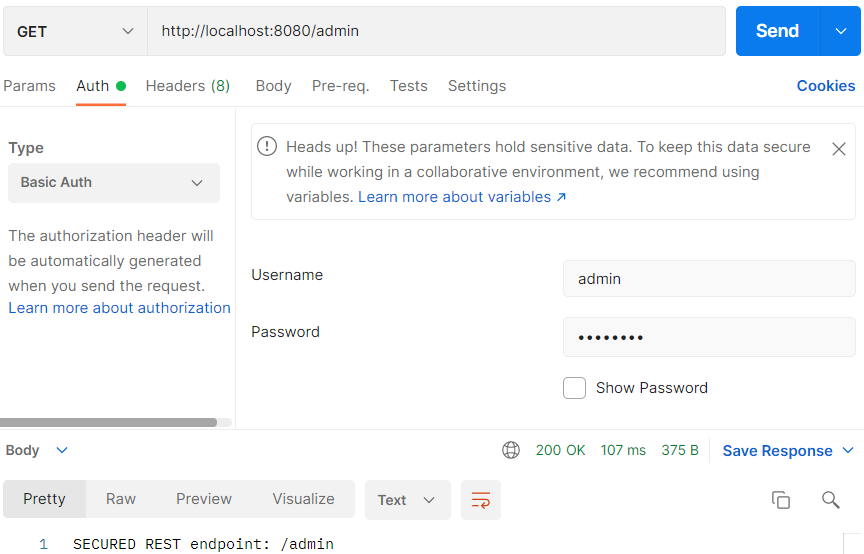 GET http://localhost:8080/admin Send
Params Auth Headers (8) Body Pre-req. Tests Settings Cookies
Type
Basic Auth
The authorization header will
be automatically generated
when you send the request.
Learn more about authorization
Heads up! These parameters hold sensitive data. To keep this data secure
while working in a collaborative environment, we recommend using
variables. Learn more about variables ↗
Username admin
Password ••••••••
Show Password
Body 200 OK 107 ms 375 B Save Response
Pretty Raw Preview Visualize Text
1 SECURED REST endpoint: /admin